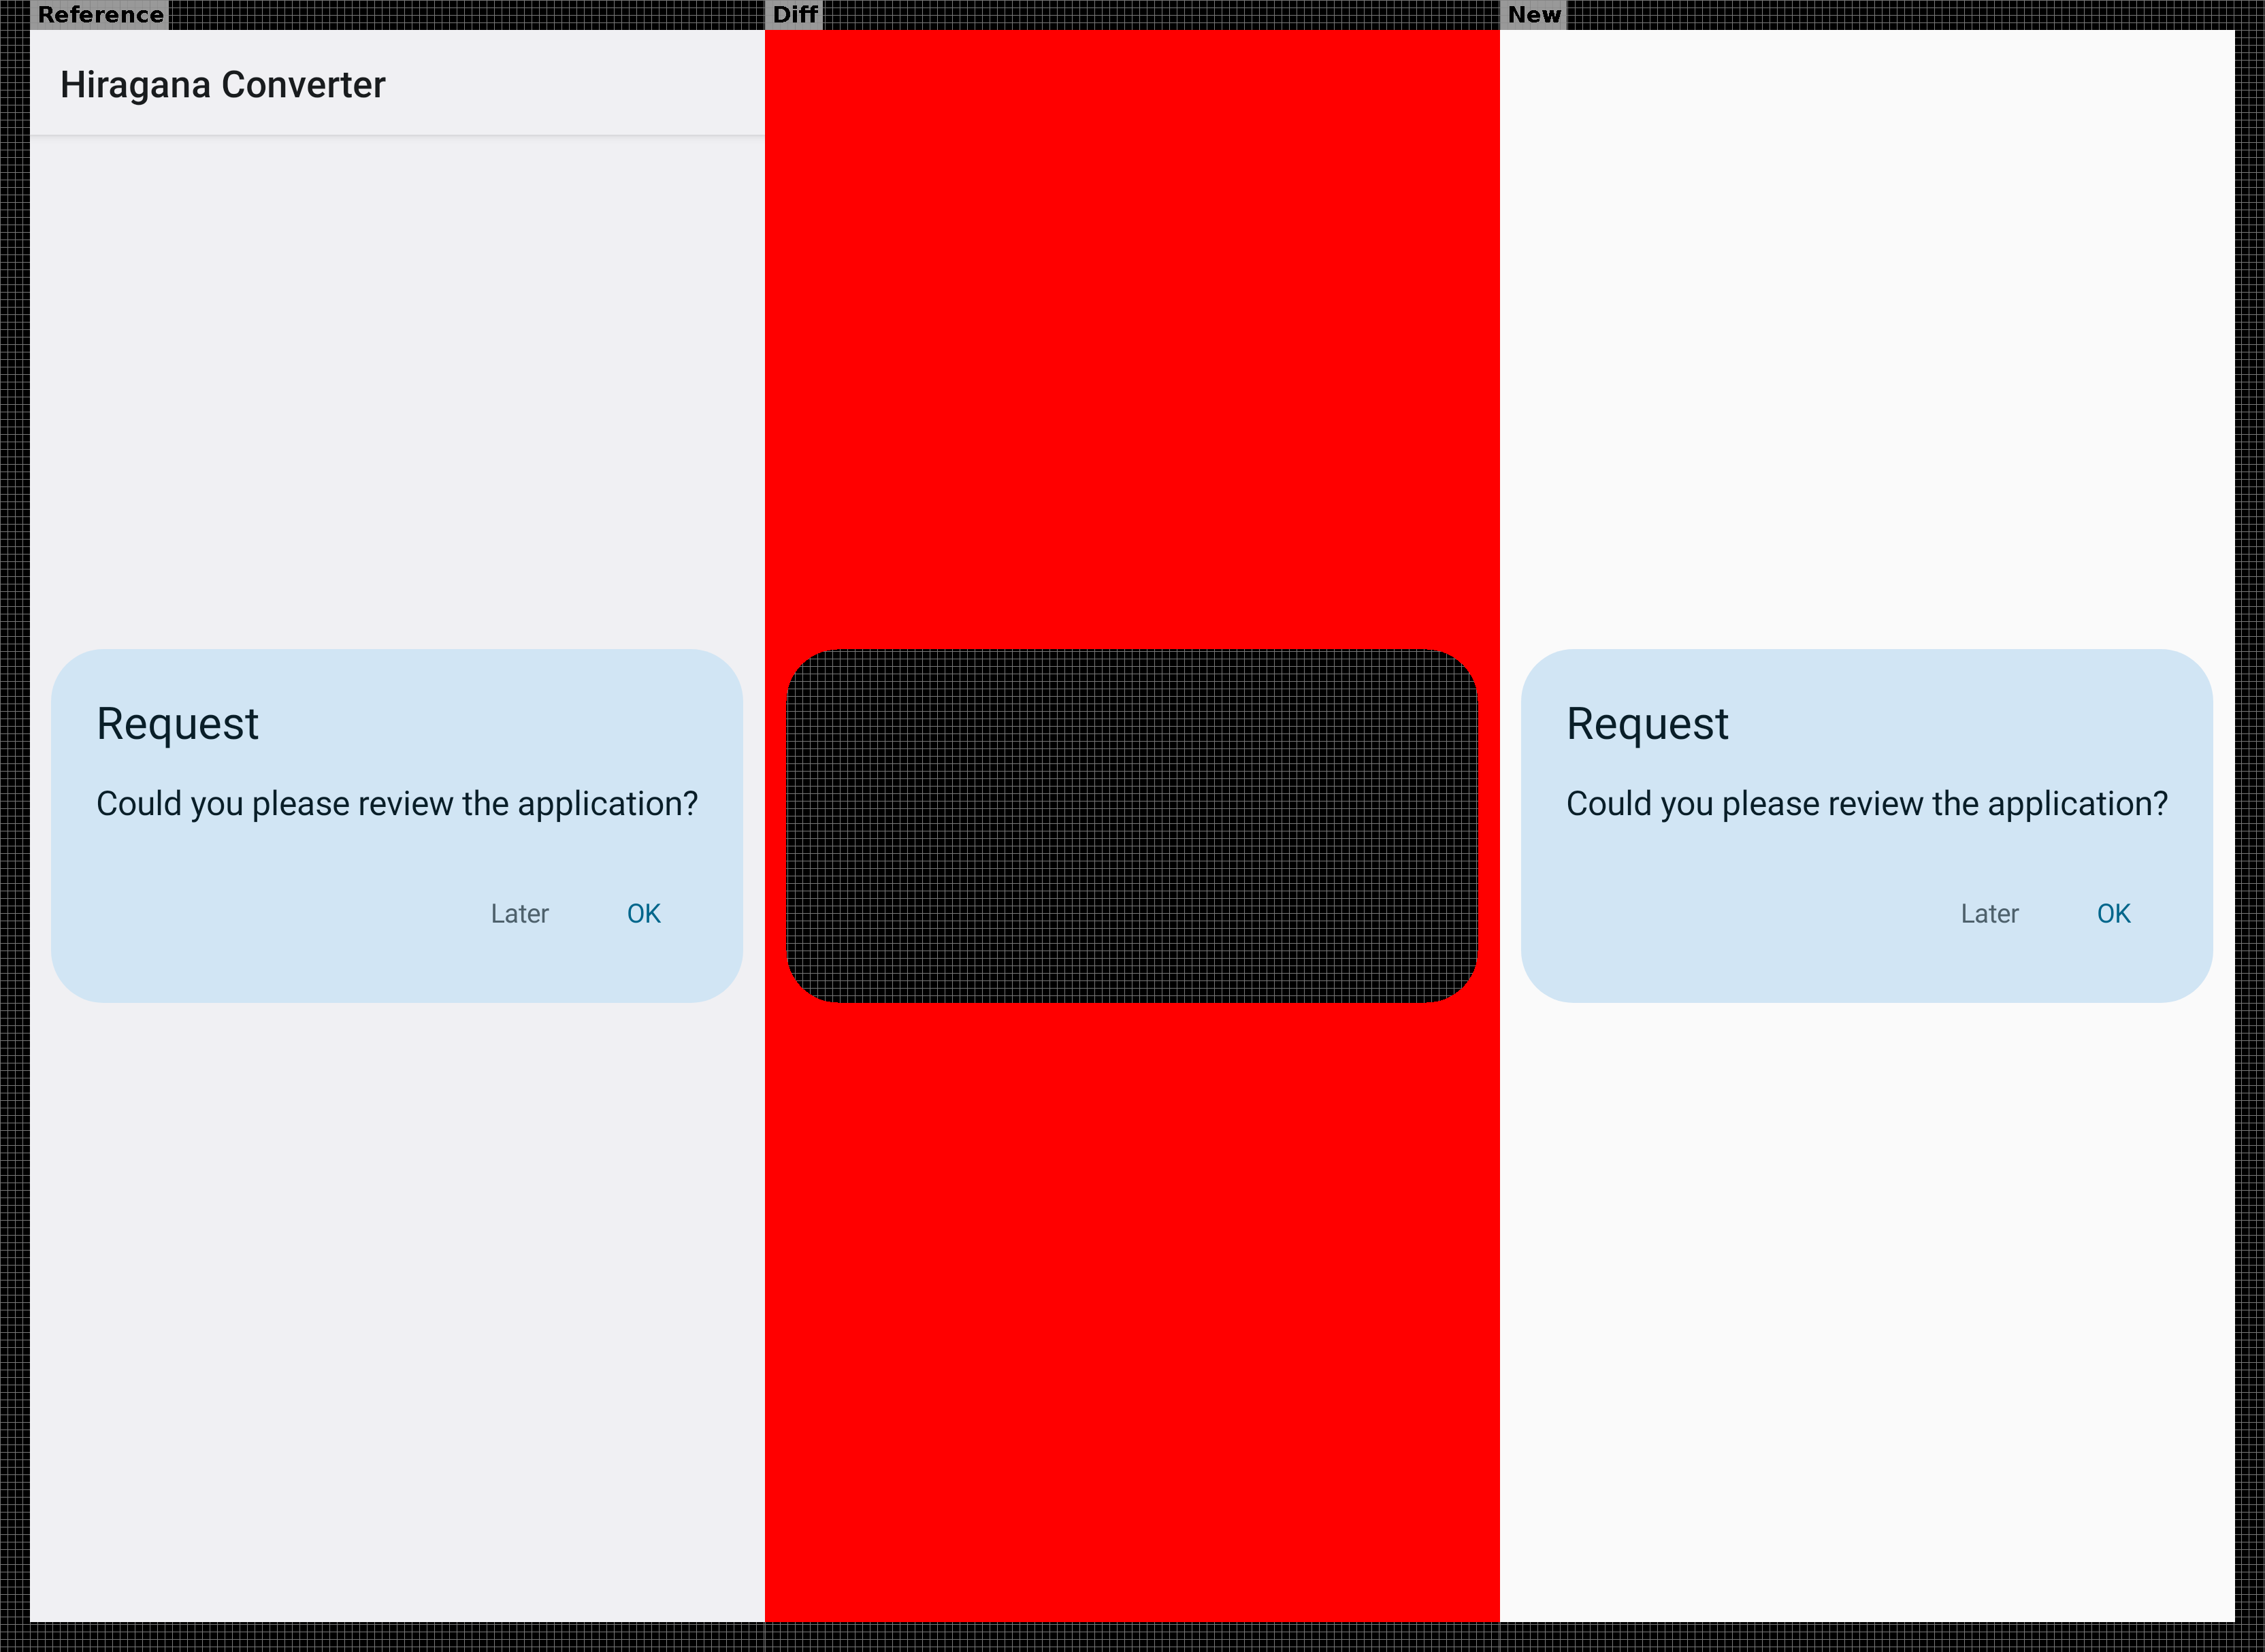 Reference
Diff
New
Hiragana Converter
Request
Could you please review the application?
Later OK
Request
Could you please review the application?
Later OK